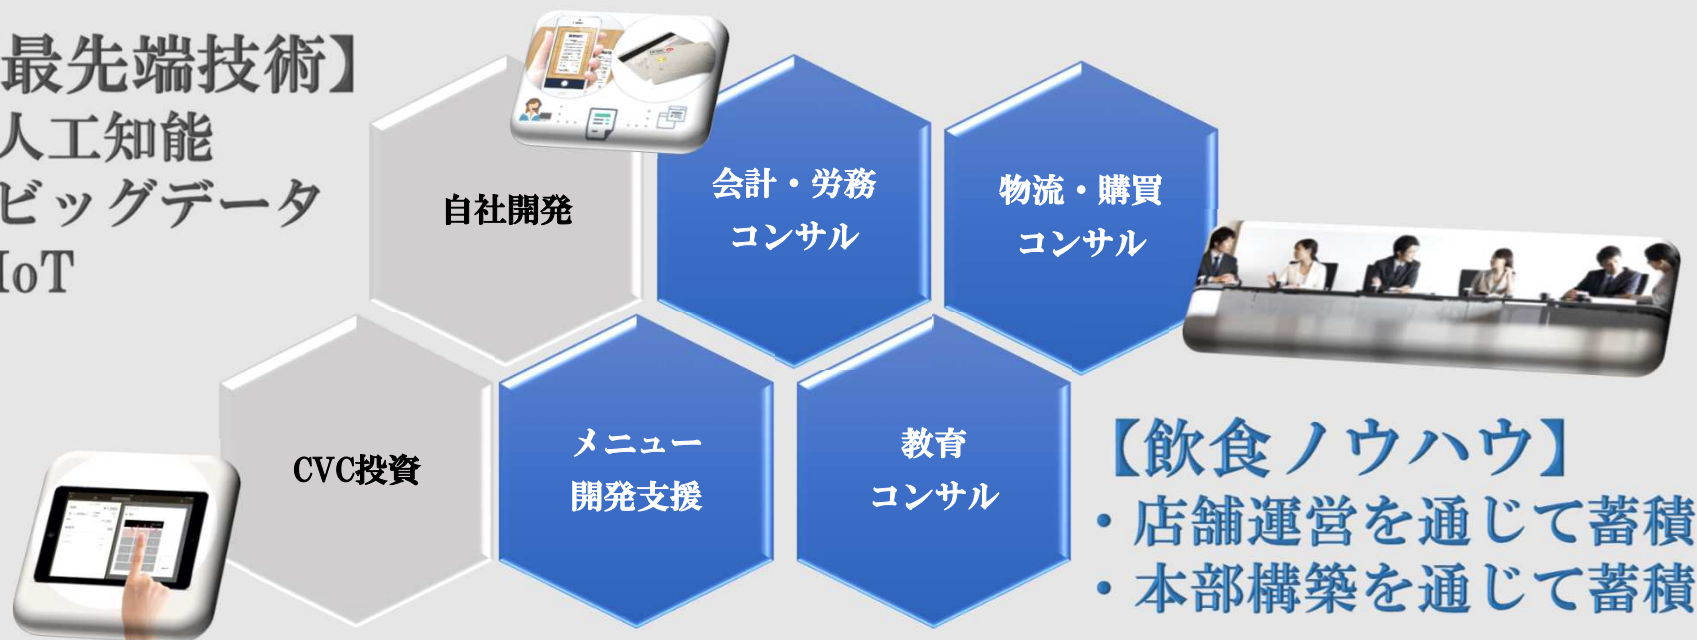 最先端技術】
人工知能
ビッグデータ
IoT
自社開発
会計・労務
コンサル
物流・購買
コンサル
CVC投資
メニュー
開発支援
教育
コンサル
【飲食ノウハウ】
・店舗運営を通じて蓄積
・本部構築を通じて蓄積